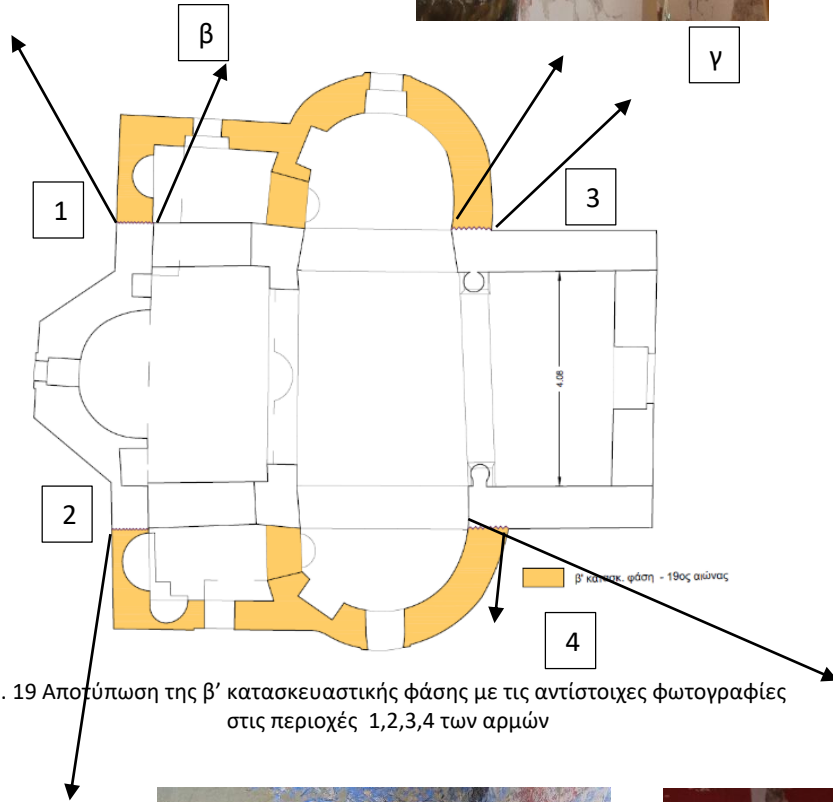 β
γ
1
3
4.08
2
β' κατασκ. φάση - 19ος αιώνας
4
. 19 Αποτύπωση της β' κατασκευαστικής φάσης με τις αντίστοιχες φωτογραφίες
στις περιοχές 1,2,3,4 των αρμών